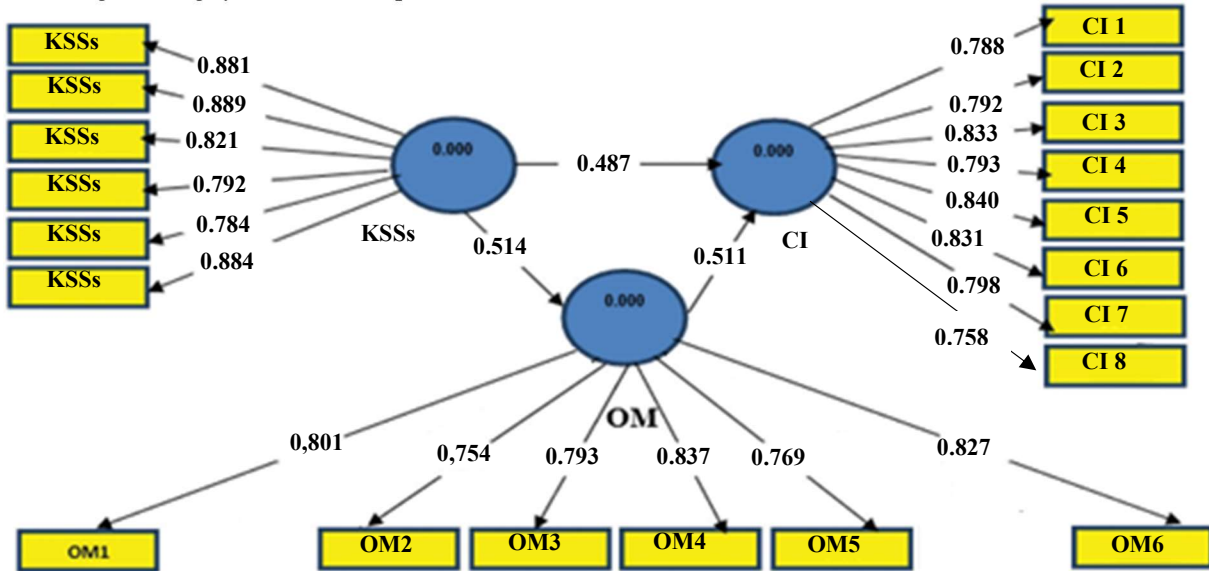 KSSs
KSSs
KSSs
KSSs
KSSs
KSSs
0.881
0.889
0.821
0.792
0.784
0.884
0.000
KSSs
0.487
0.514
0.000
CI
0.511
0.000
OM
0.788
0.792
0.833
0.793
0.840
0.831
0.798
0.758
CI 1
CI 2
CI 3
CI 4
CI 5
CI 6
CI 7
CI 8
0,801
0,754
0.793
0.837
0.769
0.827
OM1
OM2
OM3
OM4
OM5
OM6